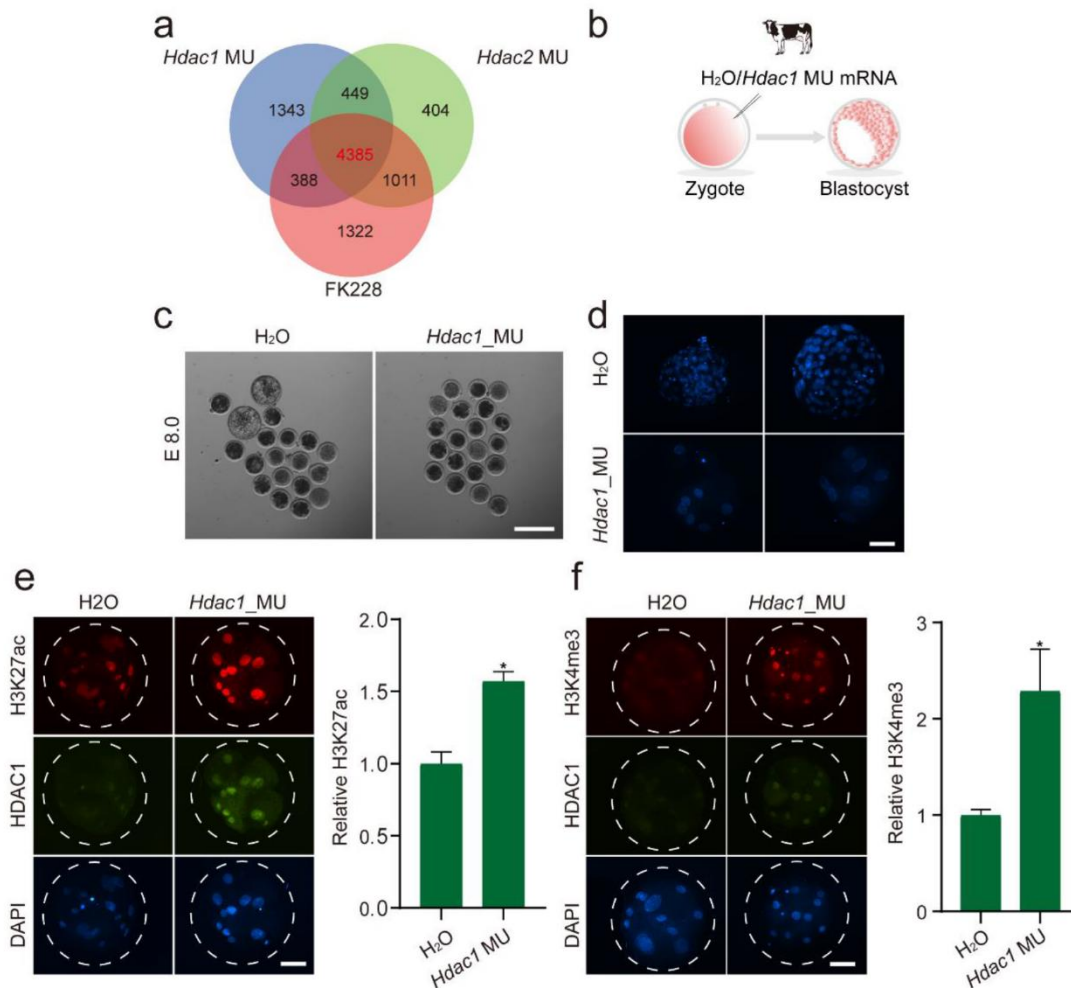 a
Hdac1 MU
Hdac2 MU
1343
449
404
4385
388
1011
1322
FK228
b
H₂O/Hdac1 MU mRNA
Zygote
Blastocyst
c
H₂O
Hdac1_MU
E 8.0
d
H₂O
Hdac1_MU
e
H2O
Hdac1_MU
H3K27ac
HDAC1
DAPI
Relative H3K27ac
2.0
1.5
1.0
0.5
0.0
*
H₂O
Hdac1 MU
f
H2O
Hdac1_MU
H3K4me3
HDAC1
DAPI
Relative H3K4me3
3
2
1
0
*
H₂O
Hdac1 MU